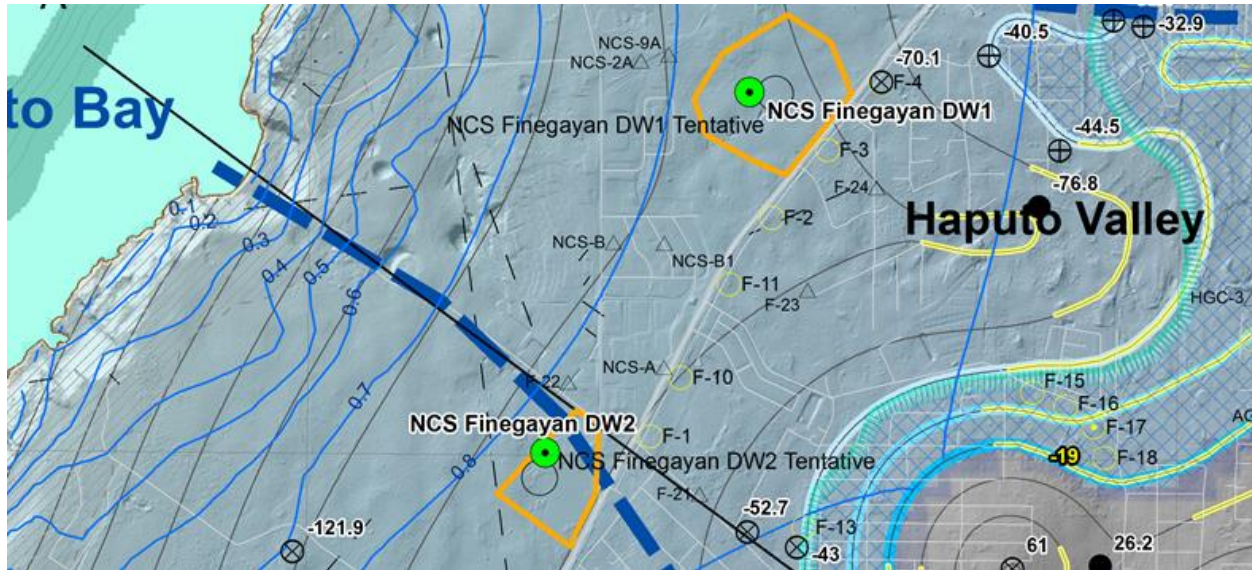 -40.5
-32.9
NCS-9A
NCS-2A
-70.1
F-4
to Bay
NCS Finegayan DW1
NCS Finegayan DW1 Tentative
-44.5
F-3
-76.8
F-24
0.1
0.2
F-2
Haputo Valley
0.3
NCS-B
NCS-B1
0.4
0.5
F-11
F-23
HGC-3
0.6
NCS-A
F-10
F-22
F-15
0.7
F-16
NCS Finegayan DW2
F-17
F-1
-19
F-18
0.8
NCS Finegayan DW2 Tentative
F-21
-52.7
-121.9
F-13
-43
61
26.2